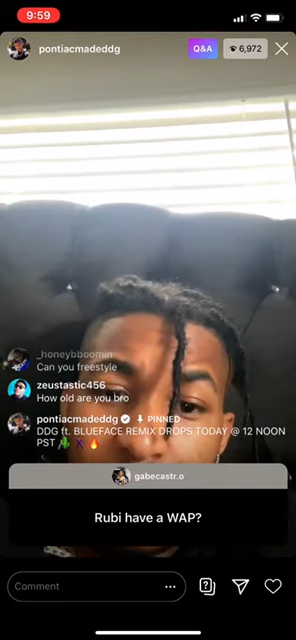 9:59
pontiacmadeddg
Q&A
6,972
_honeybboomin
Can you freestyle
zeustastic456
How old are you bro
pontiacmadeddg PINNED
DDG ft. BLUEFACE REMIX DROPS TODAY @ 12 NOON
PST
gabecastr.o
Rubi have a WAP?
Comment